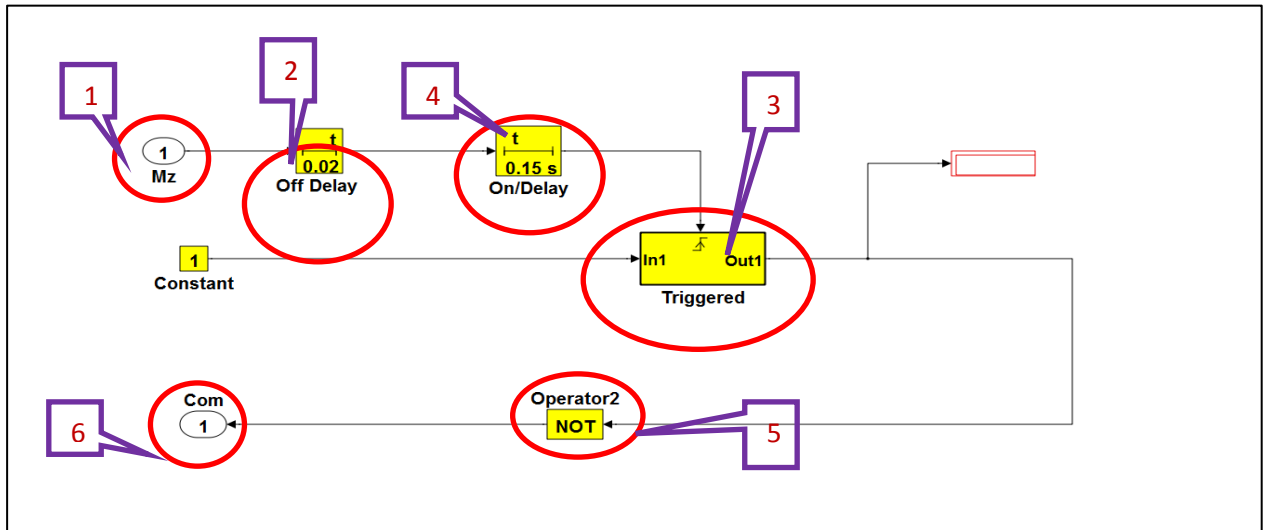 1
2
4
3
1
Mz
t
0.02
Off Delay
t
0.15 s
On/Delay
In1
Out1
Triggered
1
Constant
Com
1
Operator2
NOT
6
5